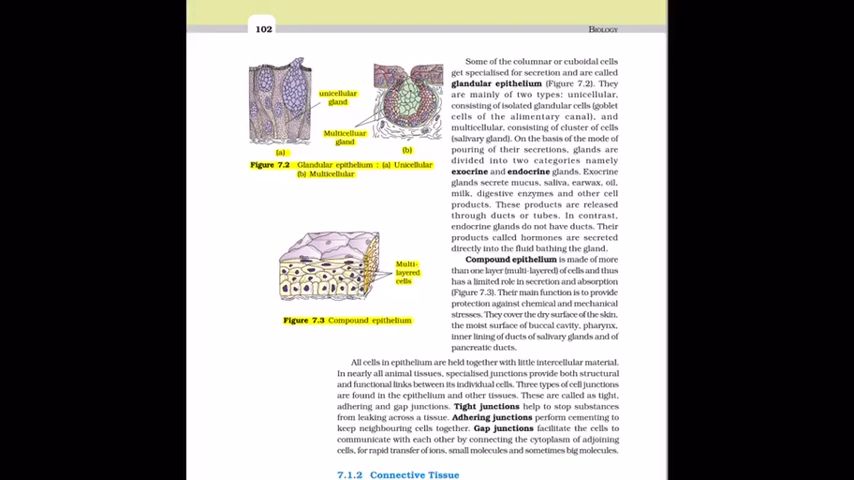 102
BIOLOGY
unicellular
gland
Multicelluar
gland
(a)
(b)
Figure 7.2 Glandular epithelium : (a) Unicellular
(b) Multicellular
Multi-
layered
cells
Figure 7.3 Compound epithelium
Some of the columnar or cuboidal cells
get specialised for secretion and are called
glandular epithelium (Figure 7.2). They
are mainly of two types: unicellular,
consisting of isolated glandular cells (goblet
cells of the alimentary canal), and
multicellular, consisting of cluster of cells
(salivary gland). On the basis of the mode of
pouring of their secretions, glands are
divided into two categories namely
exocrine and endocrine glands. Exocrine
glands secrete mucus, saliva, earwax, oil,
milk, digestive enzymes and other cell
products. These products are released
through ducts or tubes. In contrast,
endocrine glands do not have ducts. Their
products called hormones are secreted
directly into the fluid bathing the gland.
Compound epithelium is made of more
than one layer (multi-layered) of cells and thus
has a limited role in secretion and absorption
(Figure 7.3). Their main function is to provide
protection against chemical and mechanical
stresses. They cover the dry surface of the skin,
the moist surface of buccal cavity, pharynx,
inner lining of ducts of salivary glands and of
pancreatic ducts.
All cells in epithelium are held together with little intercellular material.
In nearly all animal tissues, specialised junctions provide both structural
and functional links between its individual cells. Three types of cell junctions
are found in the epithelium and other tissues. These are called as tight,
adhering and gap junctions. Tight junctions help to stop substances
from leaking across a tissue. Adhering junctions perform cementing to
keep neighbouring cells together. Gap junctions facilitate the cells to
communicate with each other by connecting the cytoplasm of adjoining
cells, for rapid transfer of ions, small molecules and sometimes big molecules.
7.1.2 Connective Tissue